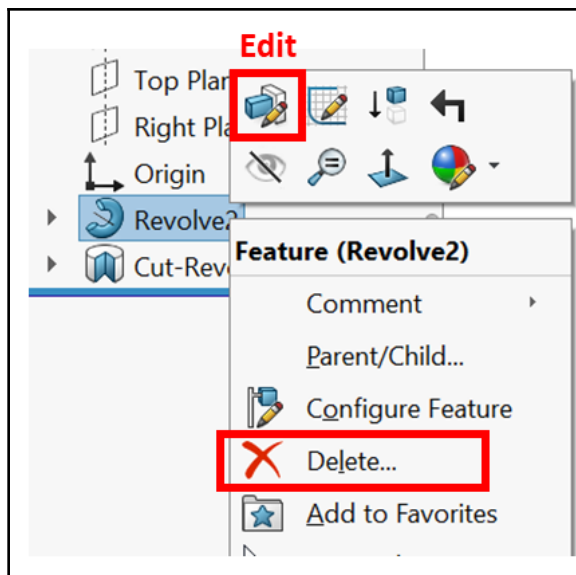 Edit
Top Plan
Right Pla
Origin
Revolve2
Cut-Rev
Feature (Revolve2)
Comment
Parent/Child...
Configure Feature
Delete...
Add to Favorites